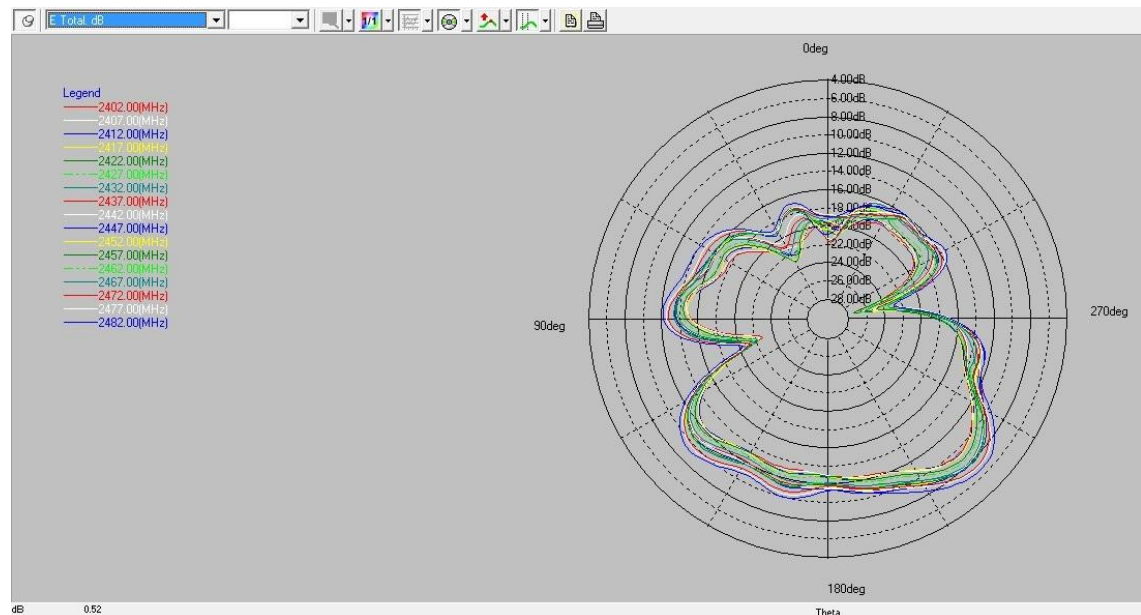 E Total. dB
1/1
Legend
2402.00(MHz)
2407.00(MHz)
2412.00(MHz)
2417.00(MHz)
2422.00(MHz)
2427.00(MHz)
2432.00(MHz)
2437.00(MHz)
2442.00(MHz)
2447.00(MHz)
2452.00(MHz)
2457.00(MHz)
2462.00(MHz)
2467.00(MHz)
2472.00(MHz)
2477.00(MHz)
2482.00(MHz)
0deg
4.00dB
6.00dB
8.00dB
10.00dB
12.00dB
14.00dB
16.00dB
18.00dB
22.00dB
24.00dB
26.00dB
28.00dB
90deg
270deg
180deg
dB 0.52
Theta